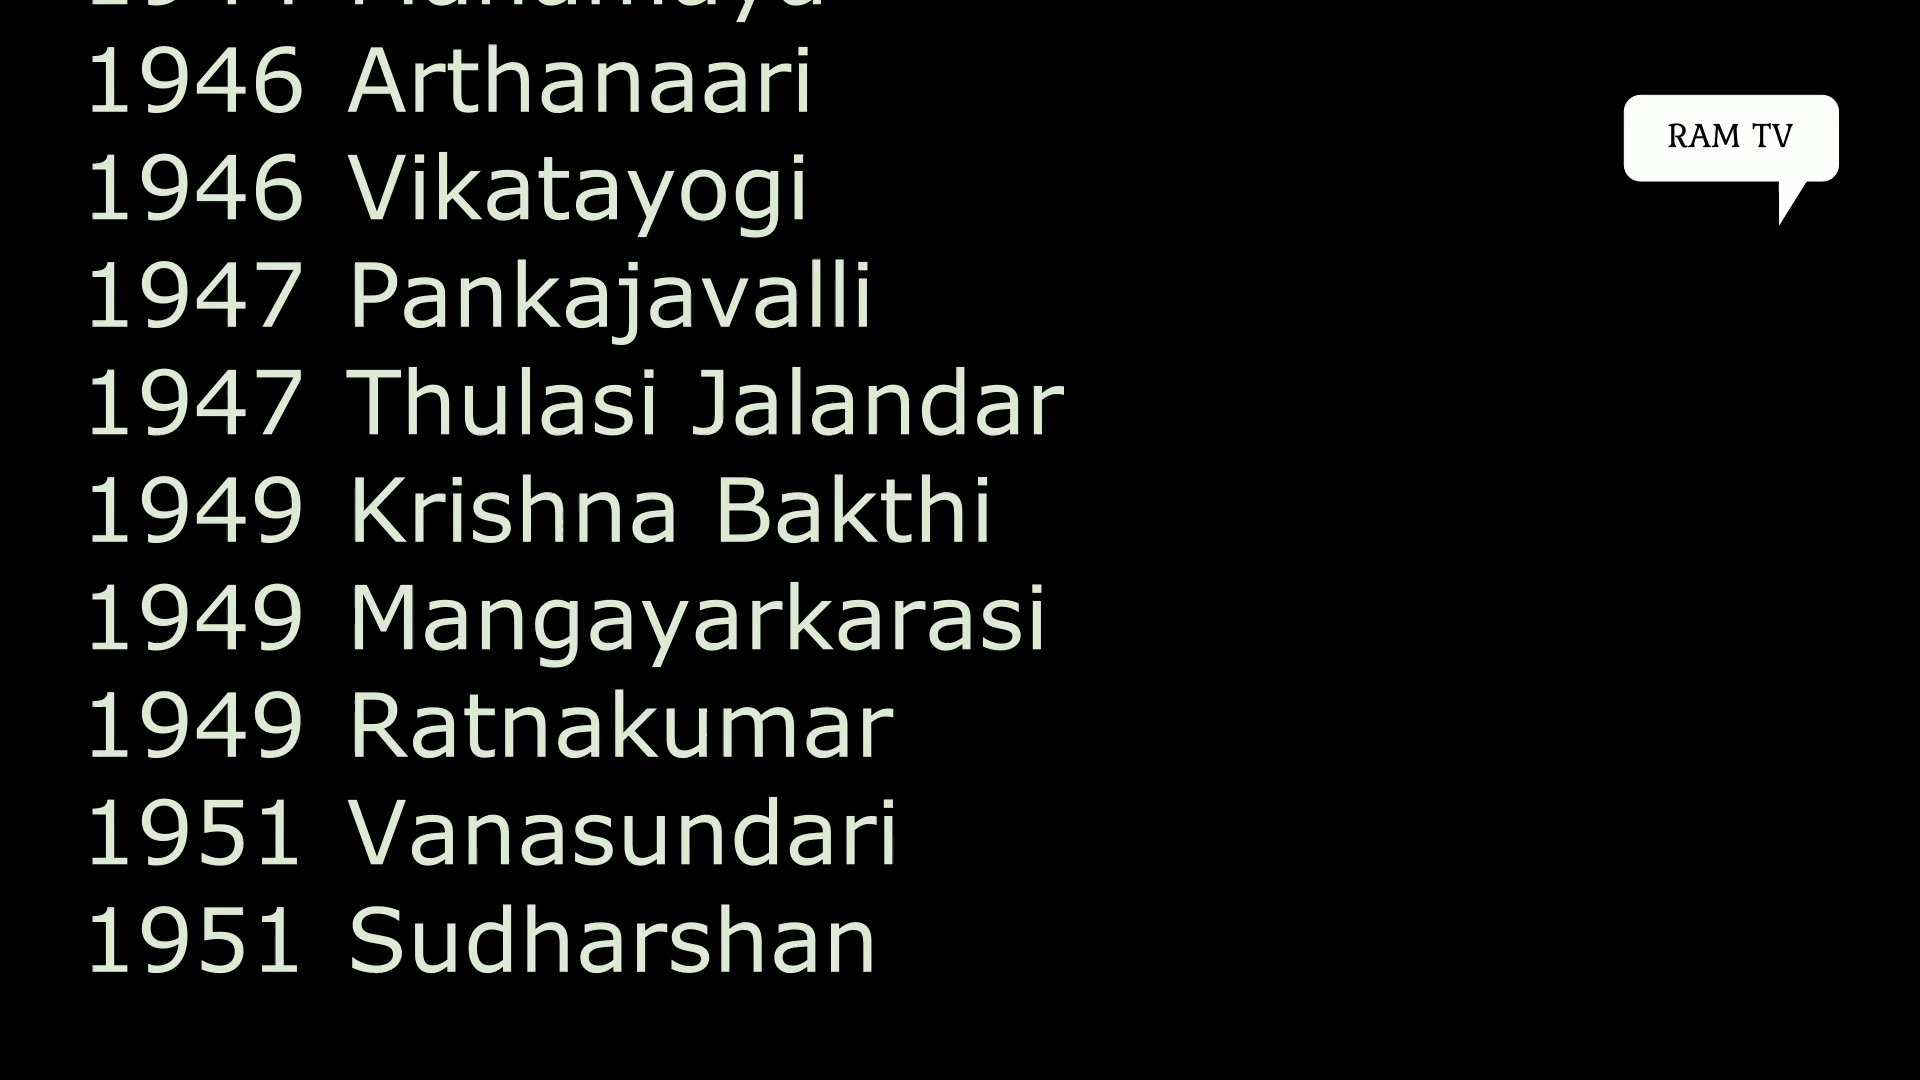 1946 Arthanaari
1946 Vikatayogi
1947 Pankajavalli
1947 Thulasi Jalandar
1949 Krishna Bakthi
1949 Mangayarkarasi
1949 Ratnakumar
1951 Vanasundari
1951 Sudharshan
RAM TV